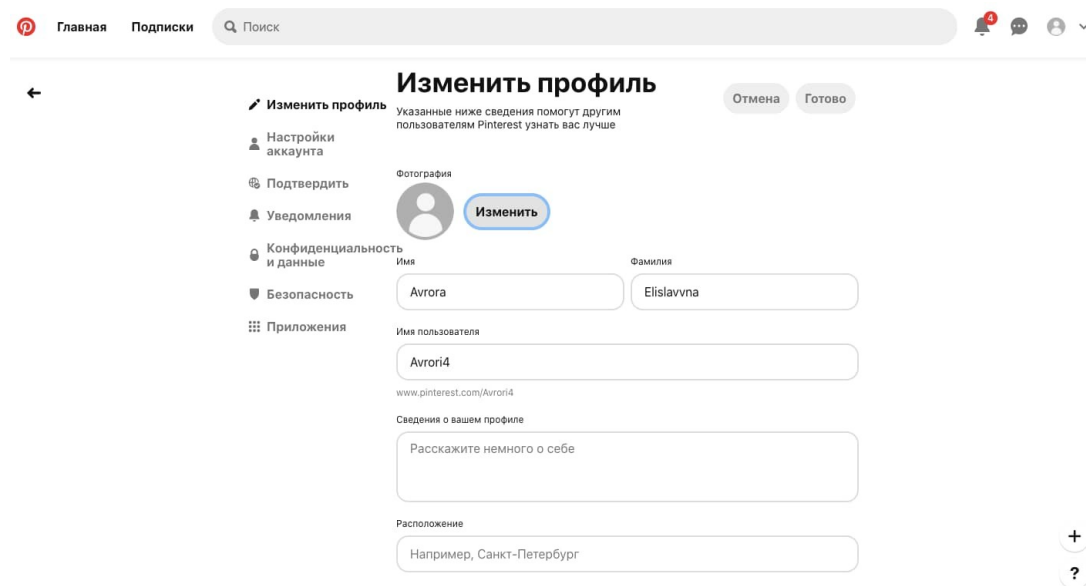 Главная
Подписки
Поиск
4
Изменить профиль
Настройки
аккаунта
Подтвердить
Уведомления
Конфиденциальность
и данные
Безопасность
Приложения
Изменить профиль
Указанные ниже сведения помогут другим
пользователям Pinterest узнать вас лучше
Отмена
Готово
Фотография
Изменить
Имя
Фамилия
Avrora
Elislavvna
Имя пользователя
Avrori4
www.pinterest.com/Avrori4
Сведения о вашем профиле
Расскажите немного о себе
Расположение
Например, Санкт-Петербург
+
?